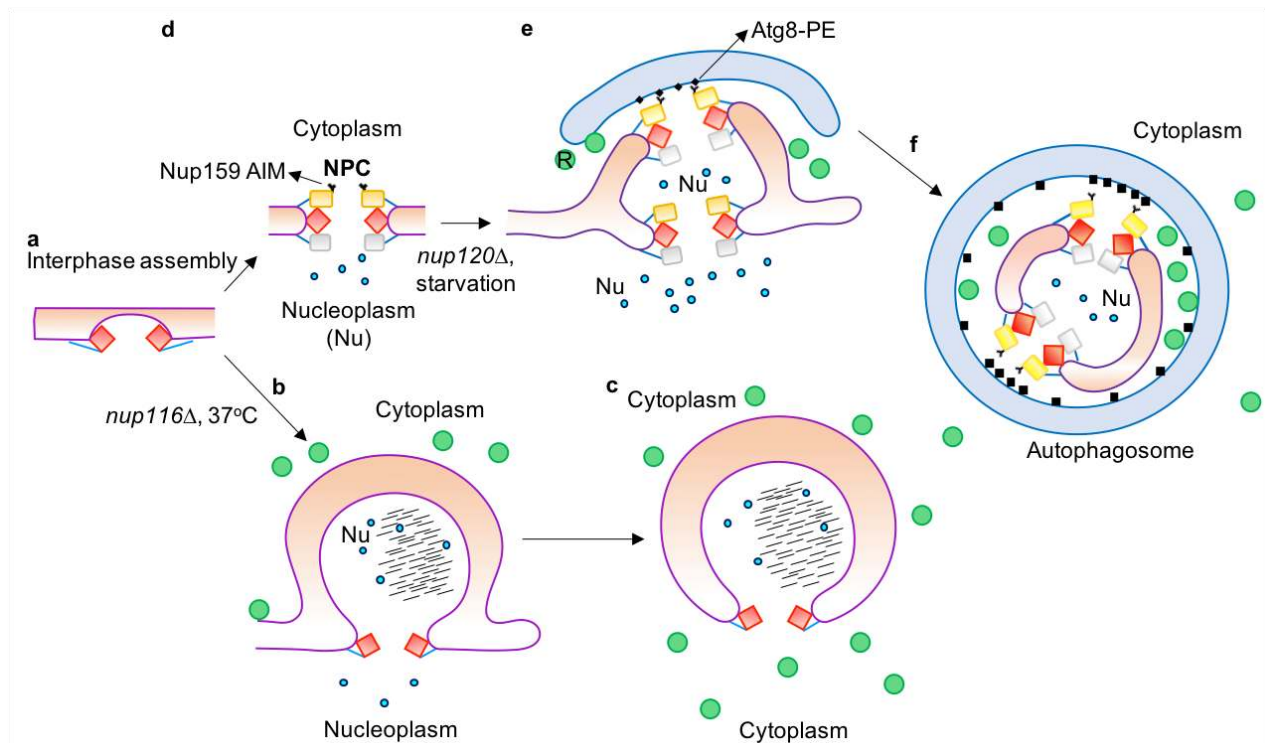 d
e
Atg8-PE
Cytoplasm
Nup159 AIM
NPC
R
Nu
f
Cytoplasm
a
Interphase assembly
nup120Δ,
starvation
Nucleoplasm
(Nu)
Nu
Nu
b
nup116Δ, 37°C
Cytoplasm
c
Cytoplasm
Autophagosome
Nu
Nucleoplasm
Cytoplasm